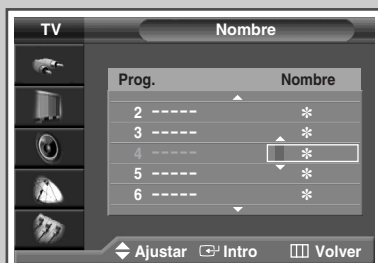 TV Nombre
Prog. Nombre
2 ----- *
3 ----- *
4 ----- *
5 ----- *
6 ----- *
Ajustar Intro Volver